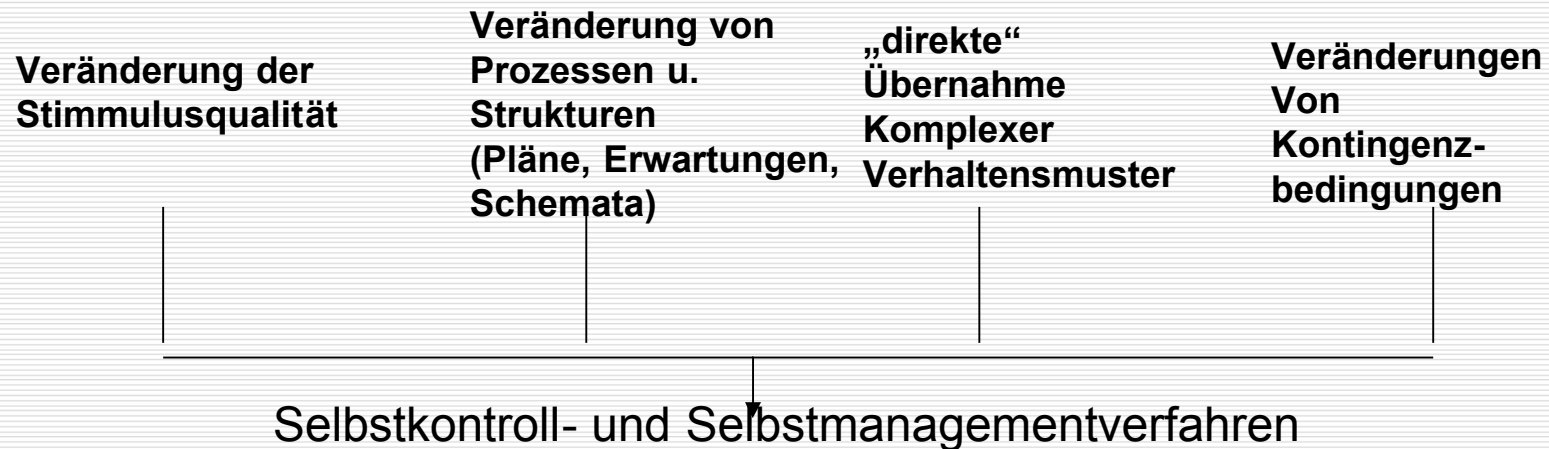 Veränderung der
Stimmulusqualität
Veränderung von
Prozessen u.
Strukturen
(Pläne, Erwartungen,
Schemata)
„direkte“
Übernahme
Komplexer
Verhaltensmuster
Veränderungen
Von
Kontingenz-
bedingungen
Selbstkontroll- und Selbstmanagementverfahren